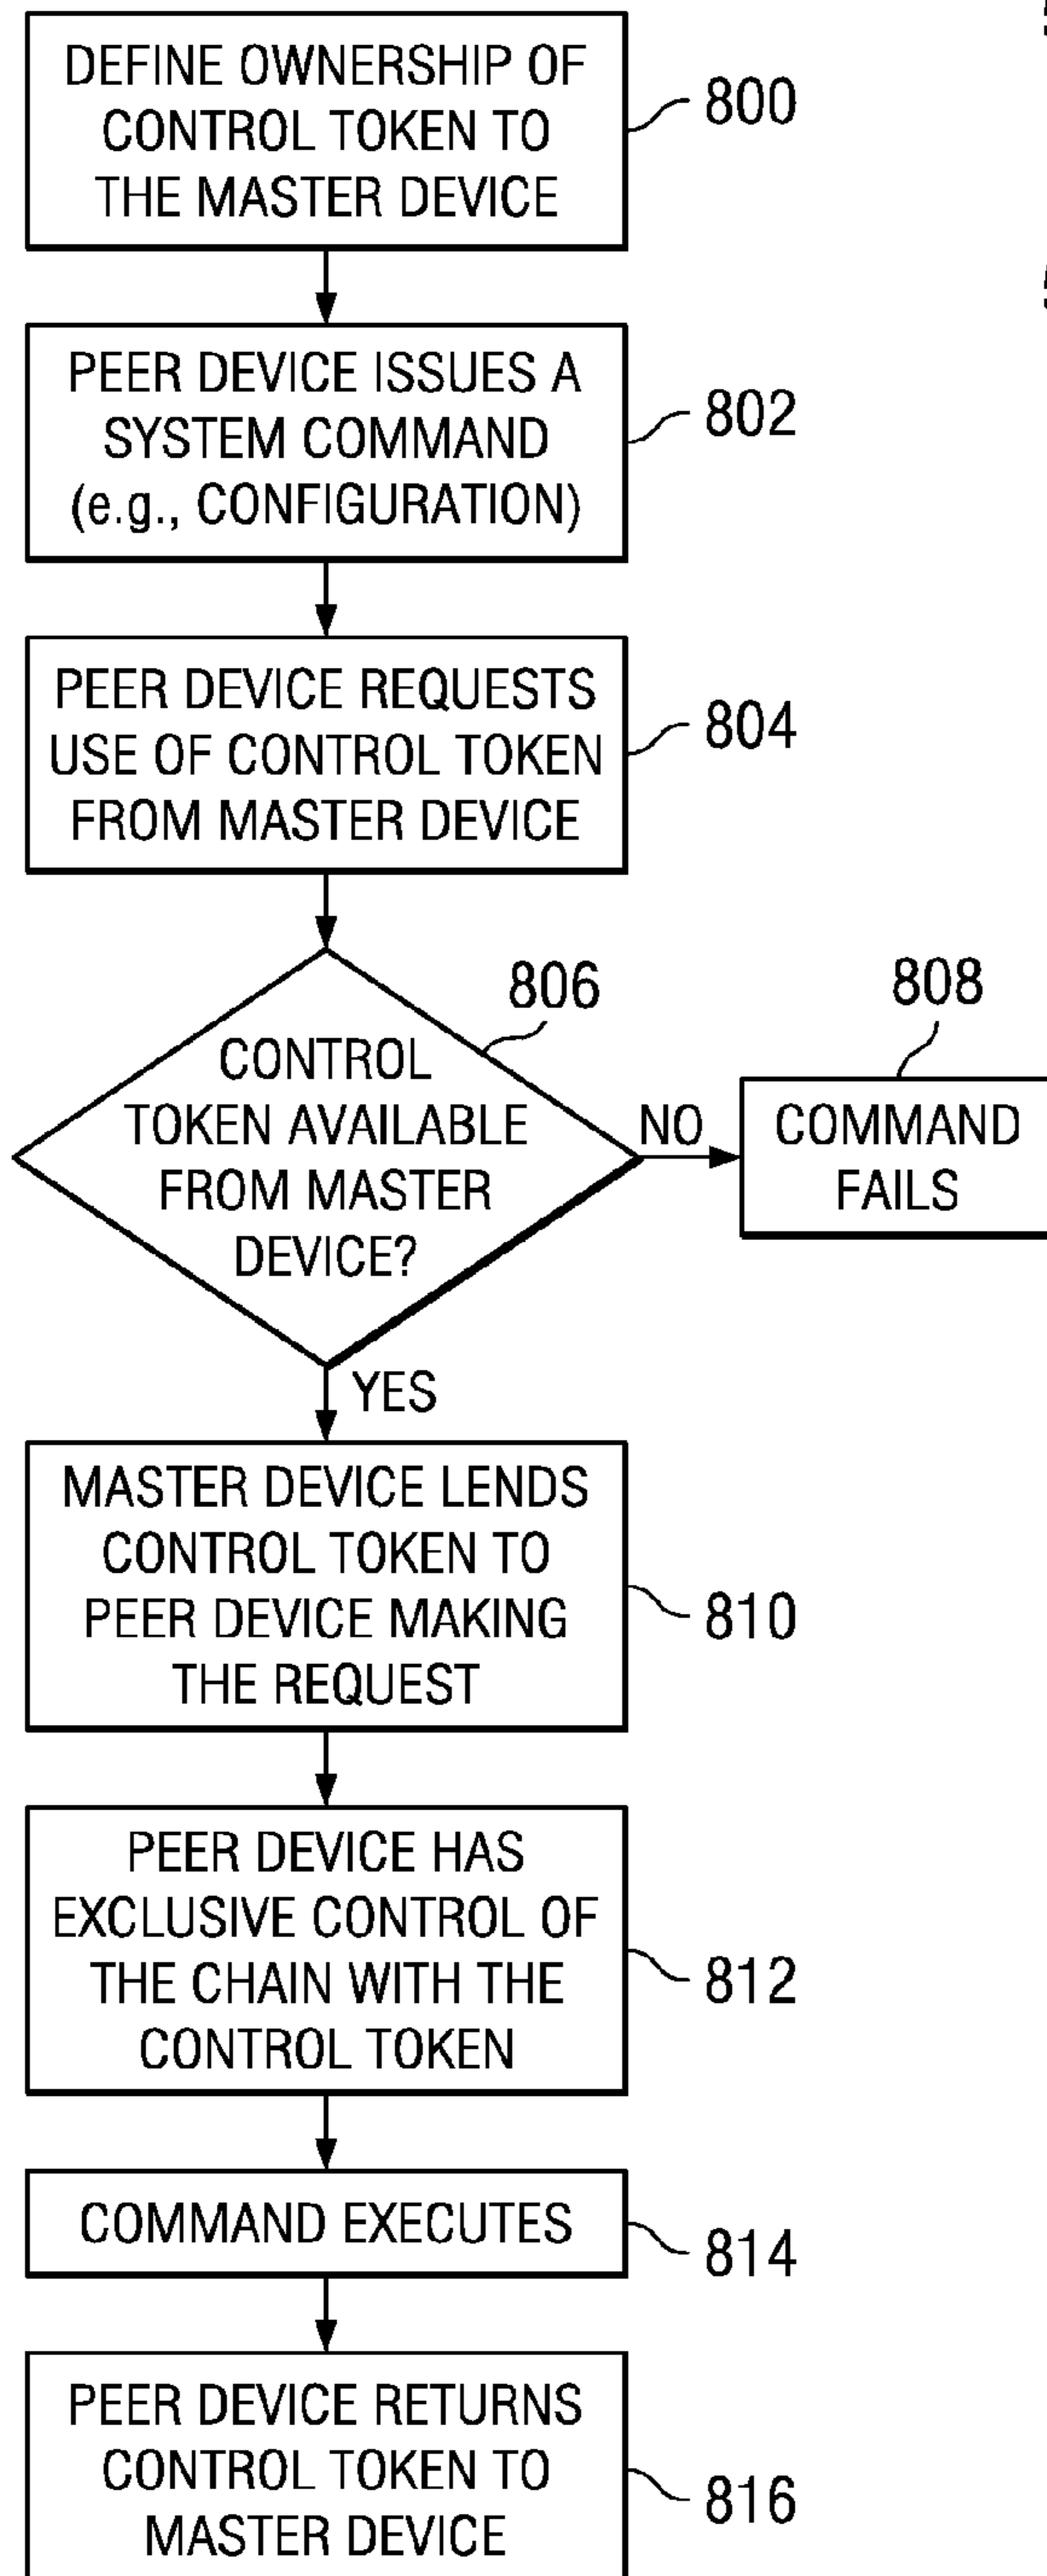 DEFINE OWNERSHIP OF
CONTROL TOKEN TO
THE MASTER DEVICE
800
PEER DEVICE ISSUES A
SYSTEM COMMAND
(e.g., CONFIGURATION)
802
PEER DEVICE REQUESTS
USE OF CONTROL TOKEN
FROM MASTER DEVICE
804
806
CONTROL
TOKEN AVAILABLE
FROM MASTER
DEVICE?
NO
808
COMMAND
FAILS
YES
MASTER DEVICE LENDS
CONTROL TOKEN TO
PEER DEVICE MAKING
THE REQUEST
810
PEER DEVICE HAS
EXCLUSIVE CONTROL OF
THE CHAIN WITH THE
CONTROL TOKEN
812
COMMAND EXECUTES
814
PEER DEVICE RETURNS
CONTROL TOKEN TO
MASTER DEVICE
816